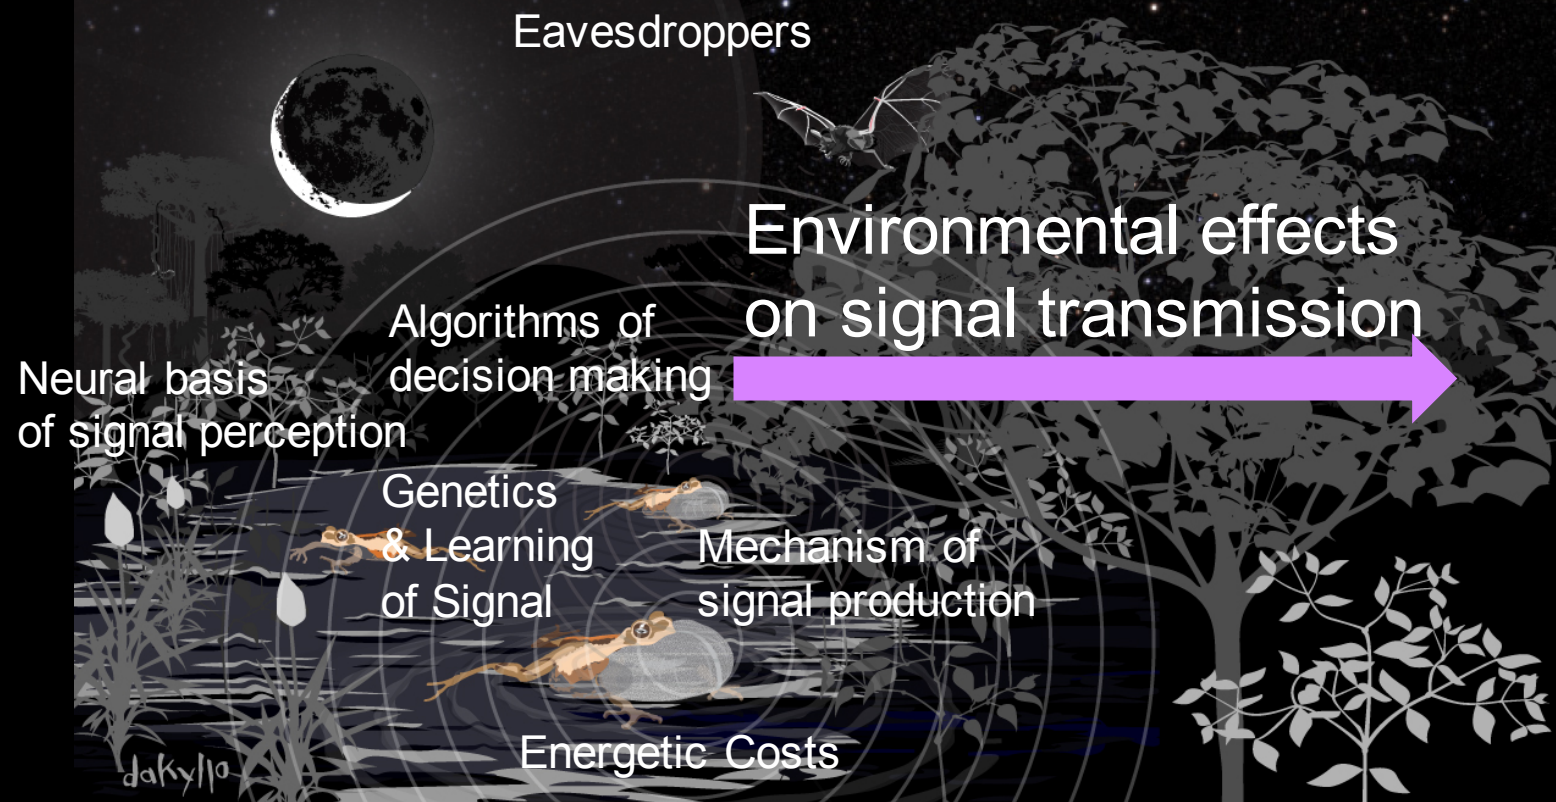 Eavesdroppers
Environmental effects
on signal transmission
Algorithms of
decision making
Neural basis
of signal perception
Genetics
& Learning
of Signal
Mechanism of
signal production
Energetic Costs
dakyllo